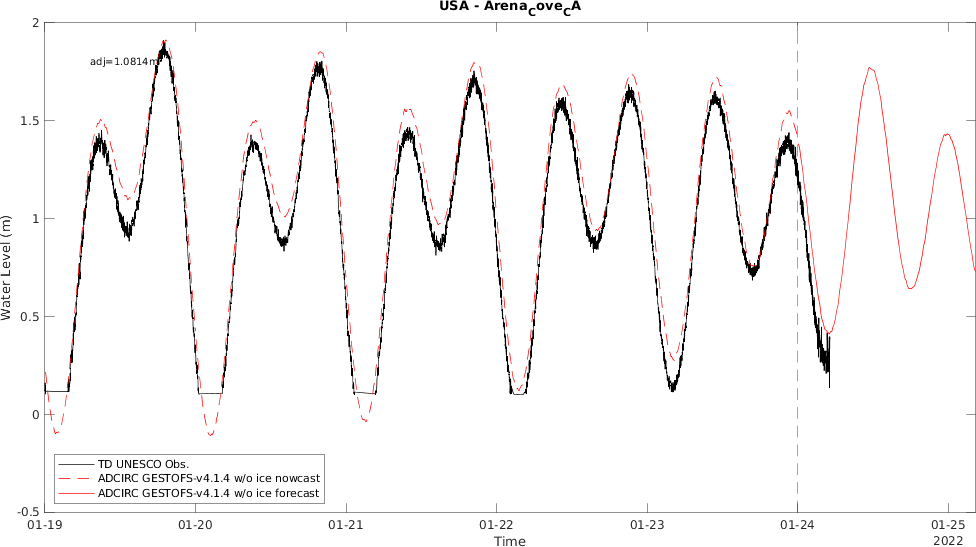 USA - ArenaCoveCA
adj=1.0814m
2
1.5
1
0.5
0
-0.5
Water Level (m)
TD UNESCO Obs.
ADCIRC GESTOFS-v4.1.4 w/o ice nowcast
ADCIRC GESTOFS-v4.1.4 w/o ice forecast
01-19 01-20 01-21 01-22 01-23 01-24 01-25
Time
2022